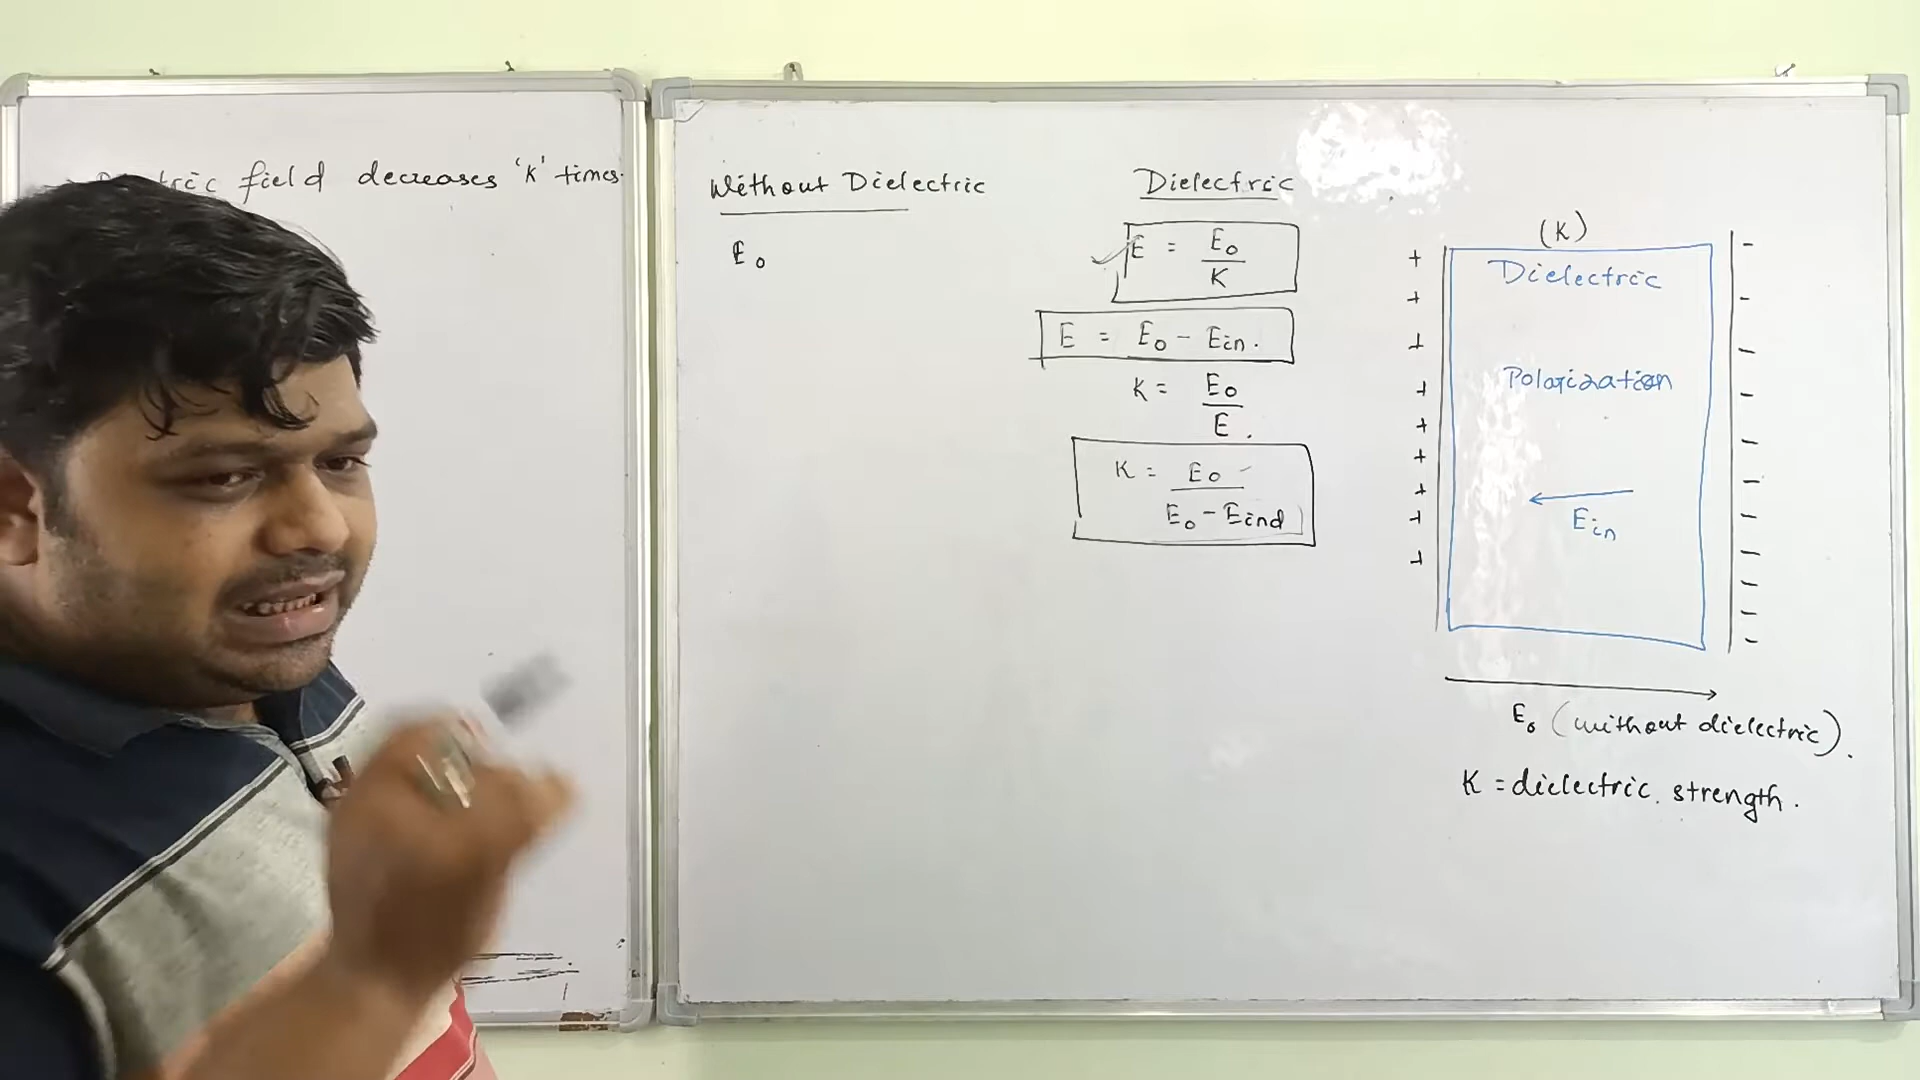 field decreases 'K' times.
Without Dielectric
E₀
Dielectric
E = E₀/K
E = E₀ - Ein.
K = E₀/E.
K = E₀/(E₀ - Eind)
(K)
Dielectric
Polarization
Ein
E₀ (without dielectric).
K = dielectric. strength.
+ + + + + + + + +
- - - - - - - - - - -